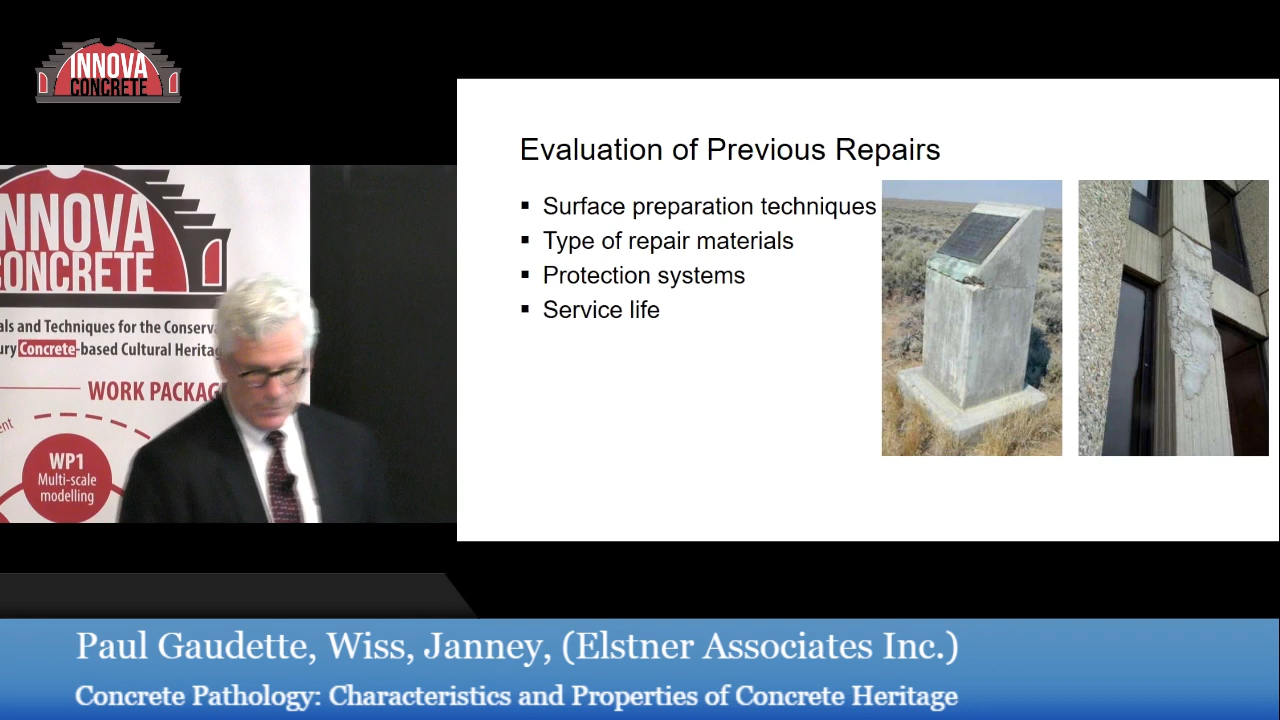 INNOVA
CONCRETE
Evaluation of Previous Repairs
Surface preparation techniques
Type of repair materials
Protection systems
Service life
NNOVA
CONCRETE
als and Techniques for the Conserv
ury Concrete-based Cultural Heritag
WORK PACKAG
ent
WP1
Multi-scale
modelling
Paul Gaudette, Wiss, Janney, (Elstner Associates Inc.)
Concrete Pathology: Characteristics and Properties of Concrete Heritage